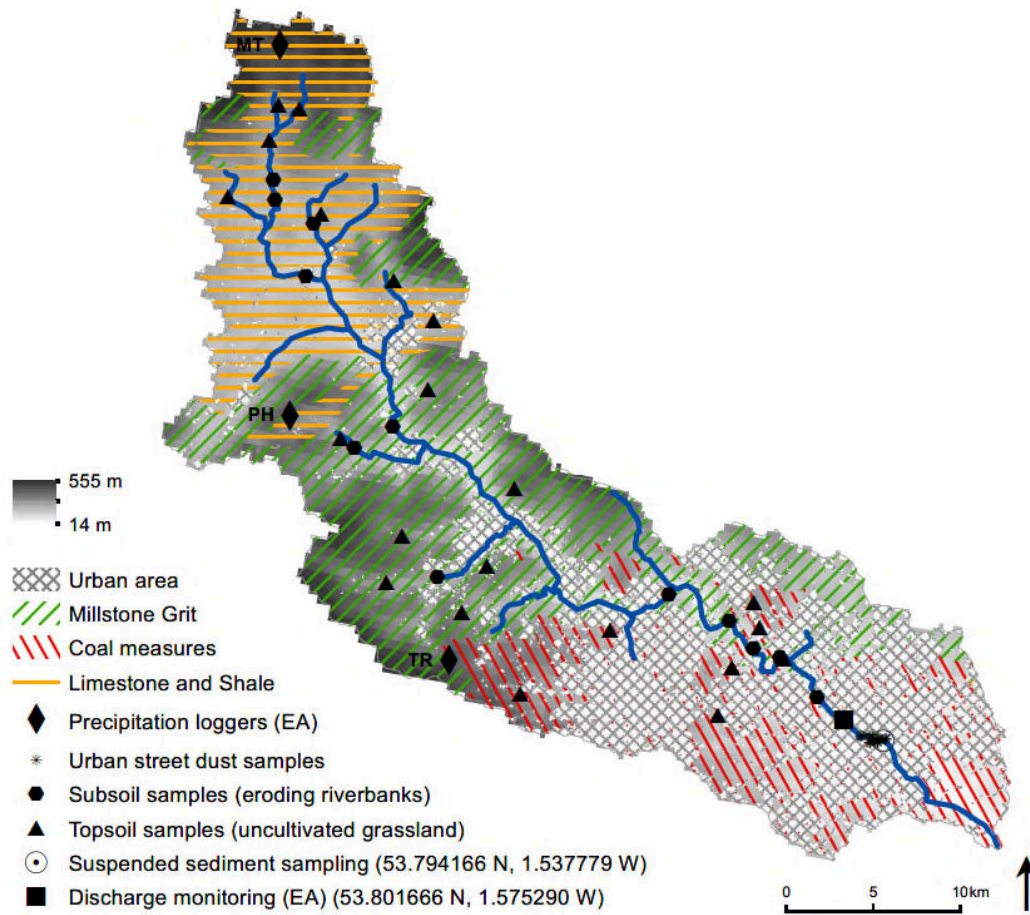 MT
PH
TR
555 m
14 m
Urban area
Millstone Grit
Coal measures
Limestone and Shale
Precipitation loggers (EA)
Urban street dust samples
Subsoil samples (eroding riverbanks)
Topsoil samples (uncultivated grassland)
Suspended sediment sampling (53.794166 N, 1.537779 W)
Discharge monitoring (EA) (53.801666 N, 1.575290 W)
0 5 10km